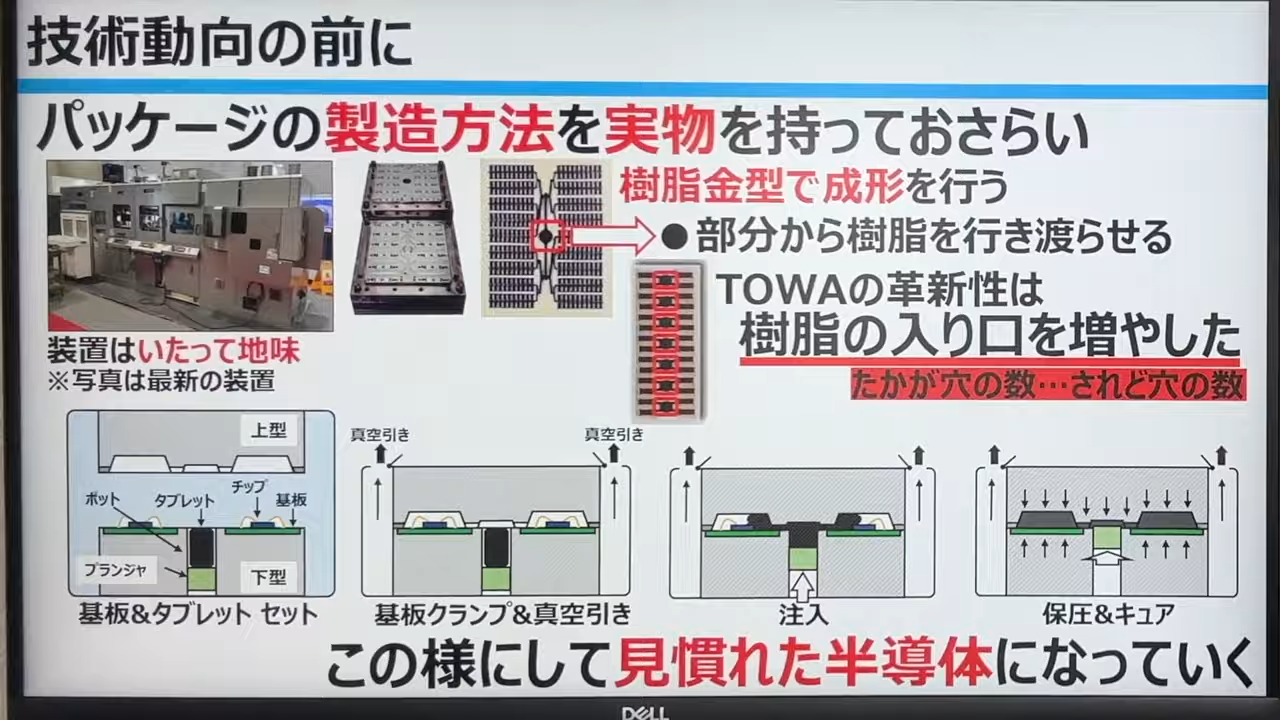 技術動向の前に
パッケージの製造方法を実物を持っておさらい
樹脂金型で成形を行う
●部分から樹脂を行き渡らせる
TOWAの革新性は
樹脂の入り口を増やした
たかが穴の数…されど穴の数
装置はいたって地味
※写真は最新の装置
上型
ポット
タブレット
チップ
基板
プランジャ
下型
基板&タブレット セット
真空引き
真空引き
基板クランプ&真空引き
注入
保圧&キュア
この様にして見慣れた半導体になっていく
DELL